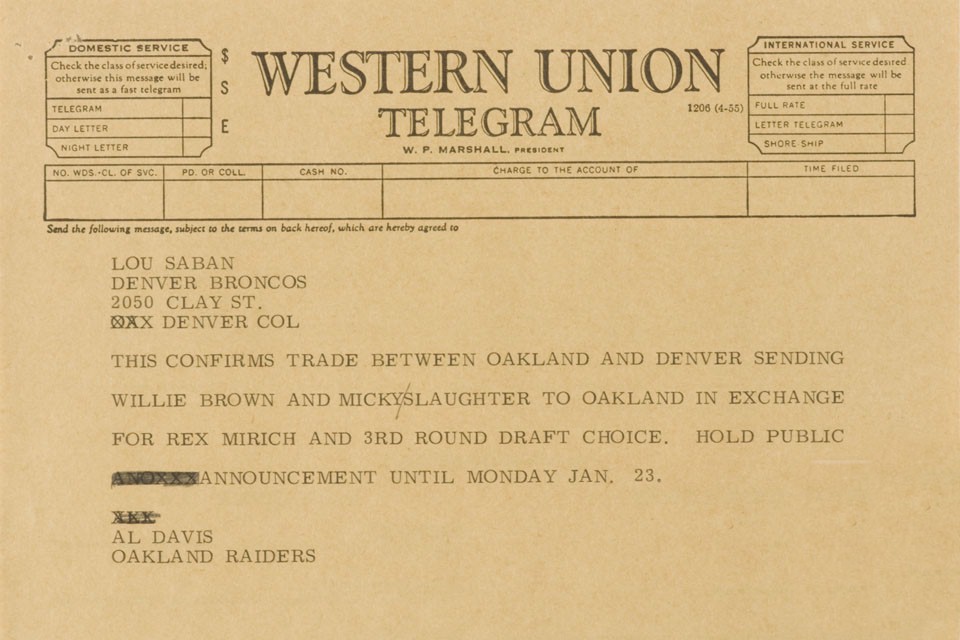 DOMESTIC SERVICE
Check the class of service desired;
otherwise this message will be
sent as a fast telegram
TELEGRAM
DAY LETTER
NIGHT LETTER
$
S
E
WESTERN UNION
TELEGRAM
1206 (4-55)
W. P. MARSHALL, PRESIDENT
INTERNATIONAL SERVICE
Check the class of service desired
otherwise the message will be
sent at the full rate
FULL RATE
LETTER TELEGRAM
SHORE SHIP
NO. WDS.-CL. OF SVC. PD. OR COLL. CASH NO. CHARGE TO THE ACCOUNT OF TIME FILED
Send the following message, subject to the terms on back hereof, which are hereby agreed to
LOU SABAN
DENVER BRONCOS
2050 CLAY ST.
DENVER COL
THIS CONFIRMS TRADE BETWEEN OAKLAND AND DENVER SENDING
WILLIE BROWN AND MICKY/SLAUGHTER TO OAKLAND IN EXCHANGE
FOR REX MIRICH AND 3RD ROUND DRAFT CHOICE. HOLD PUBLIC
ANNOUNCEMENT UNTIL MONDAY JAN. 23.
AL DAVIS
OAKLAND RAIDERS